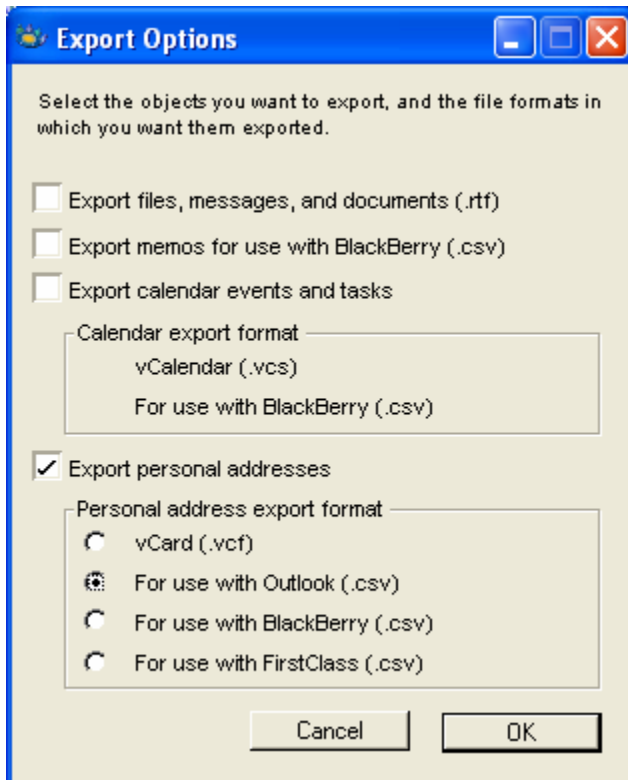 Export Options
Select the objects you want to export, and the file formats in
which you want them exported.
Export files, messages, and documents (.rtf)
Export memos for use with BlackBerry (.csv)
Export calendar events and tasks
Calendar export format
vCalendar (.vcs)
For use with BlackBerry (.csv)
Export personal addresses
Personal address export format
vCard (.vcf)
For use with Outlook (.csv)
For use with BlackBerry (.csv)
For use with FirstClass (.csv)
Cancel OK